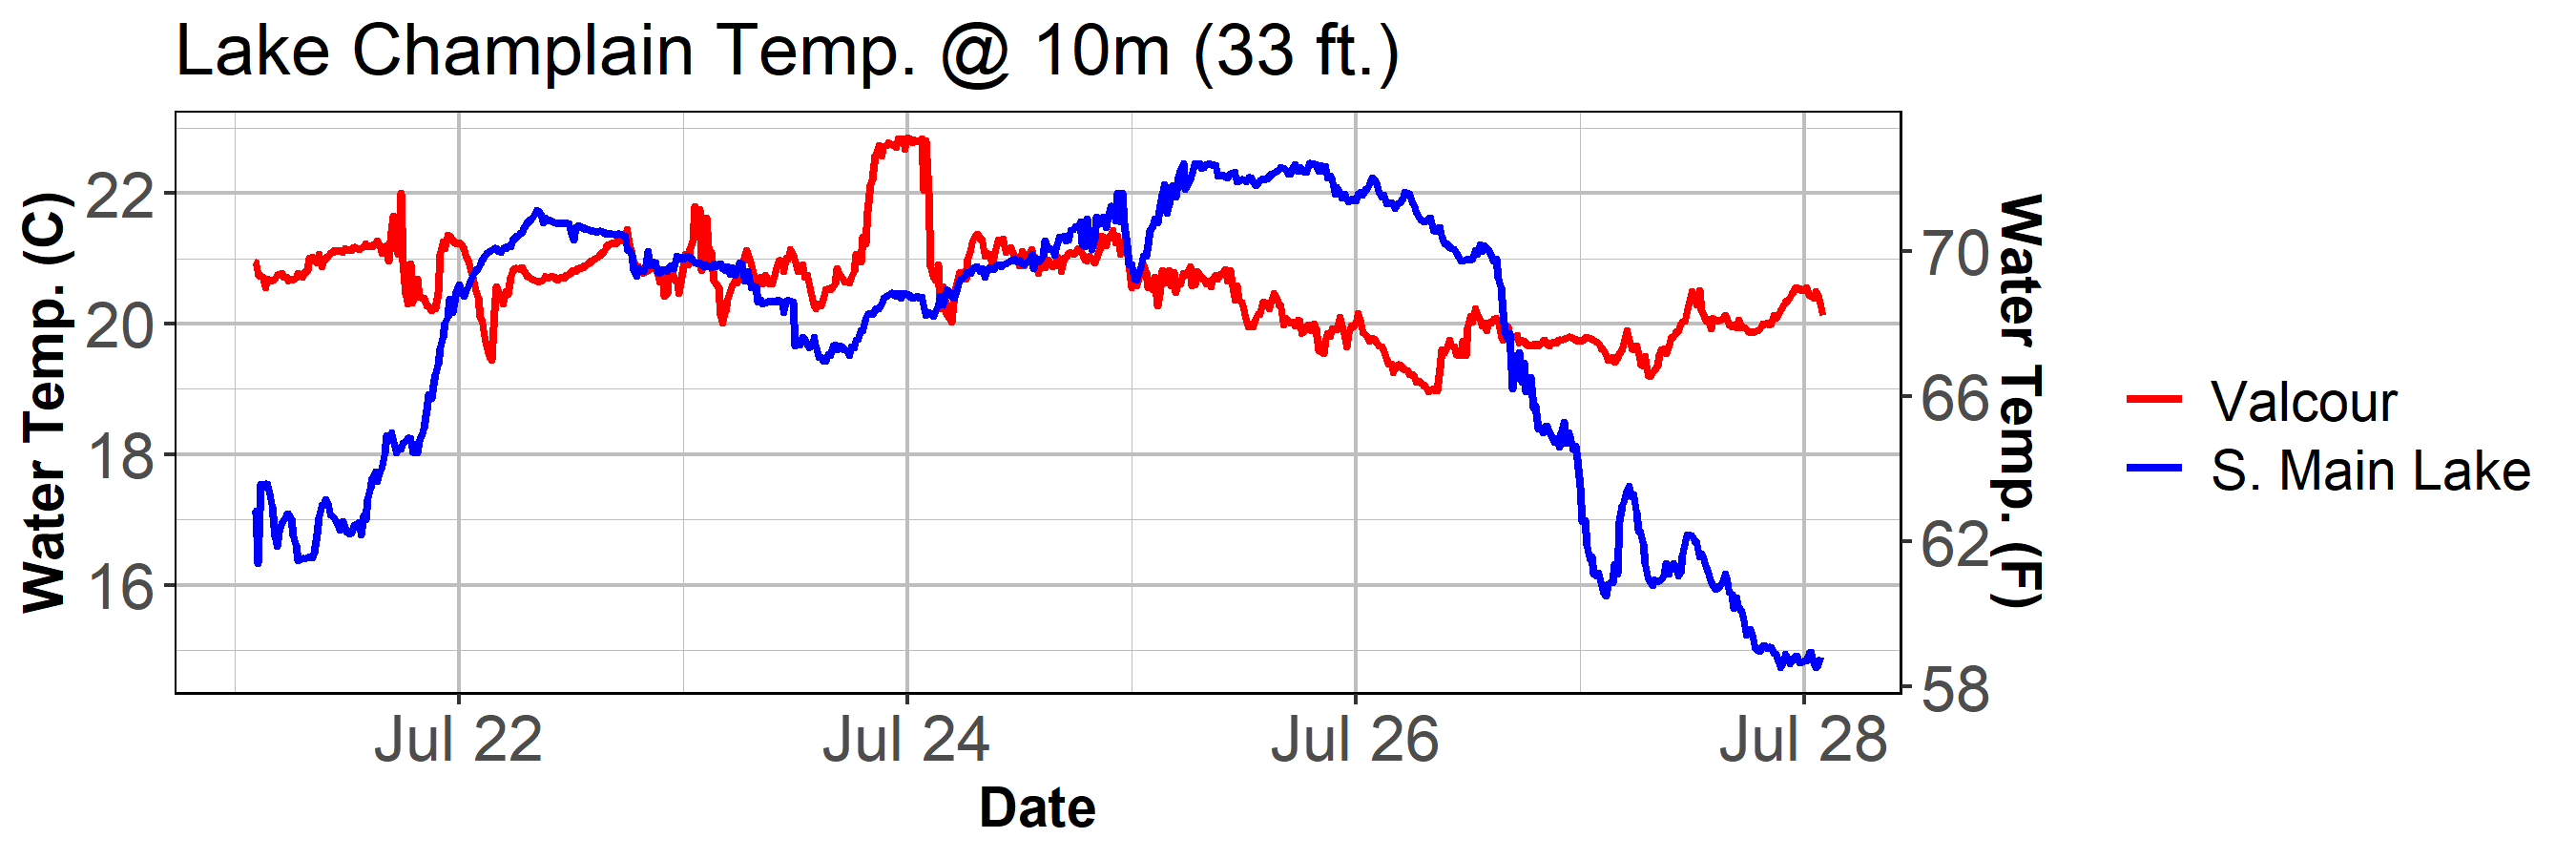 Lake Champlain Temp. @ 10m (33 ft.)
Water Temp. (C)
22
20
18
16
70
66
62
58
Water Temp. (F)
Jul 22
Jul 24
Jul 26
Jul 28
Date
Valcour
S. Main Lake